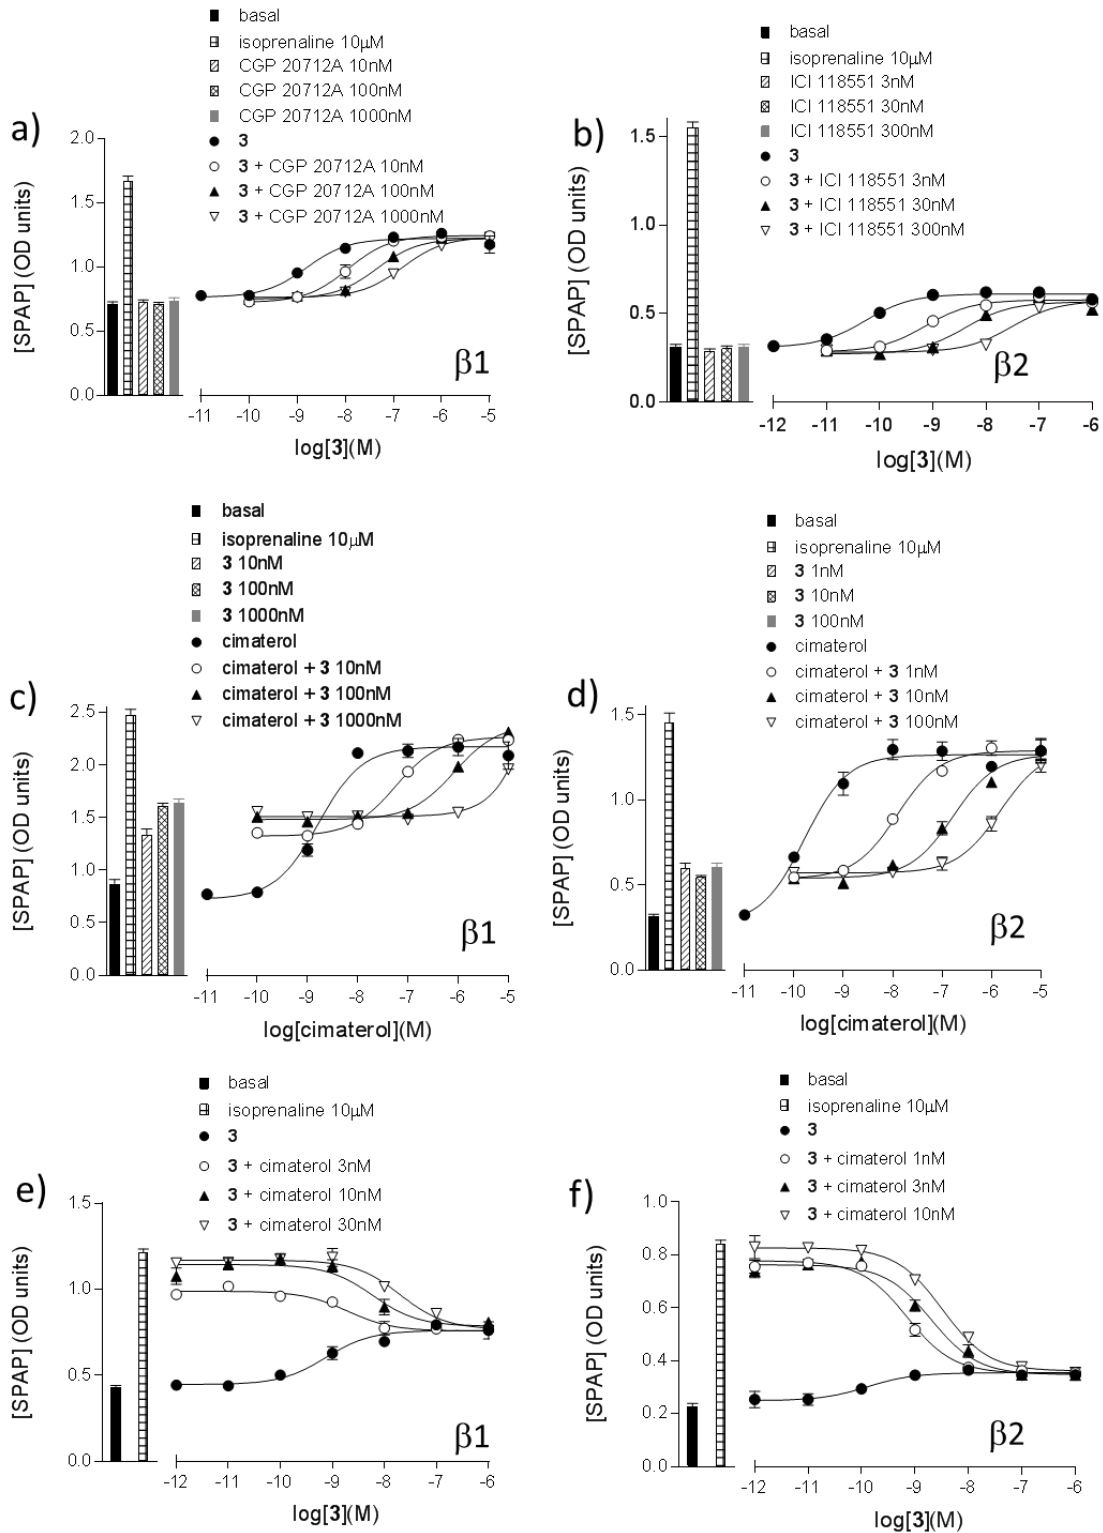 a)
basal
isoprenaline 10μM
CGP 20712A 10nM
CGP 20712A 100nM
CGP 20712A 1000nM
3
3 + CGP 20712A 10nM
3 + CGP 20712A 100nM
3 + CGP 20712A 1000nM
[SPAP] (OD units)
2.0
1.5
1.0
0.5
0.0
β1
-11 -10 -9 -8 -7 -6 -5
log[3](M)
b)
basal
isoprenaline 10μM
ICI 118551 3nM
ICI 118551 30nM
ICI 118551 300nM
3
3 + ICI 118551 3nM
3 + ICI 118551 30nM
3 + ICI 118551 300nM
[SPAP] (OD units)
1.5
1.0
0.5
0.0
β2
-12 -11 -10 -9 -8 -7 -6
log[3](M)
c)
basal
isoprenaline 10μM
3 10nM
3 100nM
3 1000nM
cimaterol
cimaterol + 3 10nM
cimaterol + 3 100nM
cimaterol + 3 1000nM
[SPAP] (OD units)
2.5
2.0
1.5
1.0
0.5
0.0
β1
-11 -10 -9 -8 -7 -6 -5
log[cimaterol](M)
d)
basal
isoprenaline 10μM
3 1nM
3 10nM
3 100nM
cimaterol
cimaterol + 3 1nM
cimaterol + 3 10nM
cimaterol + 3 100nM
[SPAP] (OD units)
1.5
1.0
0.5
0.0
β2
-11 -10 -9 -8 -7 -6 -5
log[cimaterol](M)
e)
basal
isoprenaline 10μM
3
3 + cimaterol 3nM
3 + cimaterol 10nM
3 + cimaterol 30nM
[SPAP] (OD units)
1.5
1.0
0.5
0.0
β1
-12 -11 -10 -9 -8 -7 -6
log[3](M)
f)
basal
isoprenaline 10μM
3
3 + cimaterol 1nM
3 + cimaterol 3nM
3 + cimaterol 10nM
[SPAP] (OD units)
1.0
0.8
0.6
0.4
0.2
0.0
β2
-12 -11 -10 -9 -8 -7 -6
log[3](M)